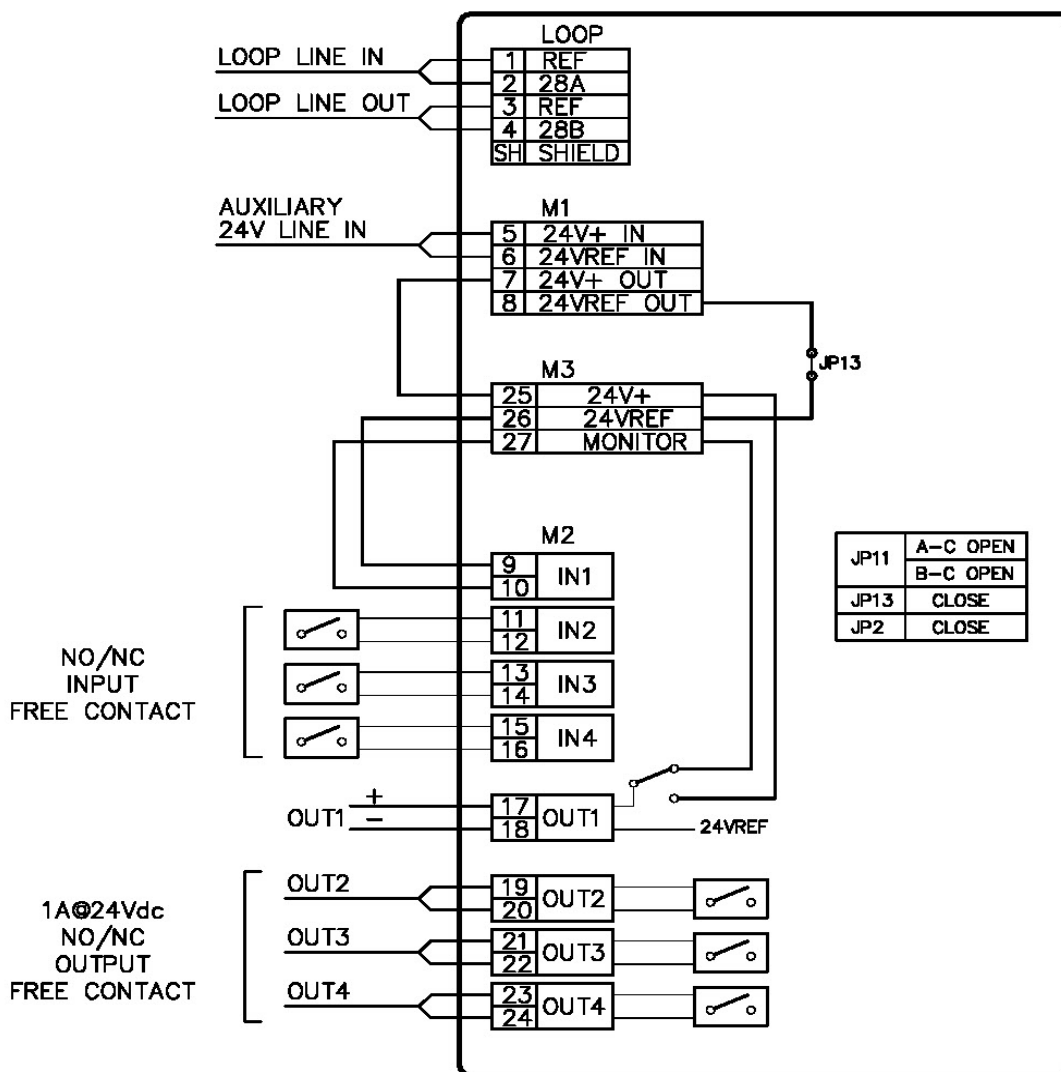 LOOP
LOOP LINE IN
1 REF
2 28A
LOOP LINE OUT
3 REF
4 28B
SH SHIELD
AUXILIARY
24V LINE IN
M1
5 24V+ IN
6 24VREF IN
7 24V+ OUT
8 24VREF OUT
JP13
M3
25 24V+
26 24VREF
27 MONITOR
M2
9
10
IN1
11
12
IN2
13
14
IN3
15
16
IN4
NO/NC
INPUT
FREE CONTACT
JP11
A-C OPEN
B-C OPEN
JP13 CLOSE
JP2 CLOSE
OUT1
+
−
17
18
OUT1
24VREF
1A@24Vdc
NO/NC
OUTPUT
FREE CONTACT
OUT2
19
20
OUT2
OUT3
21
22
OUT3
OUT4
23
24
OUT4